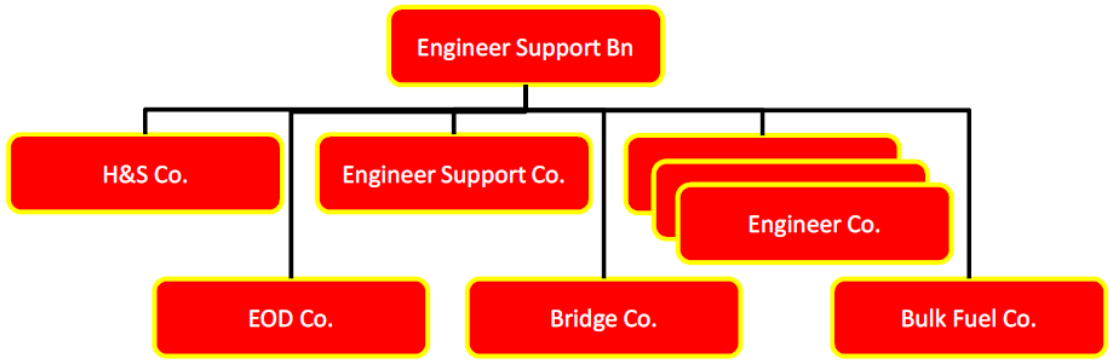 Engineer Support Bn
H&S Co.
Engineer Support Co.
Engineer Co.
EOD Co.
Bridge Co.
Bulk Fuel Co.